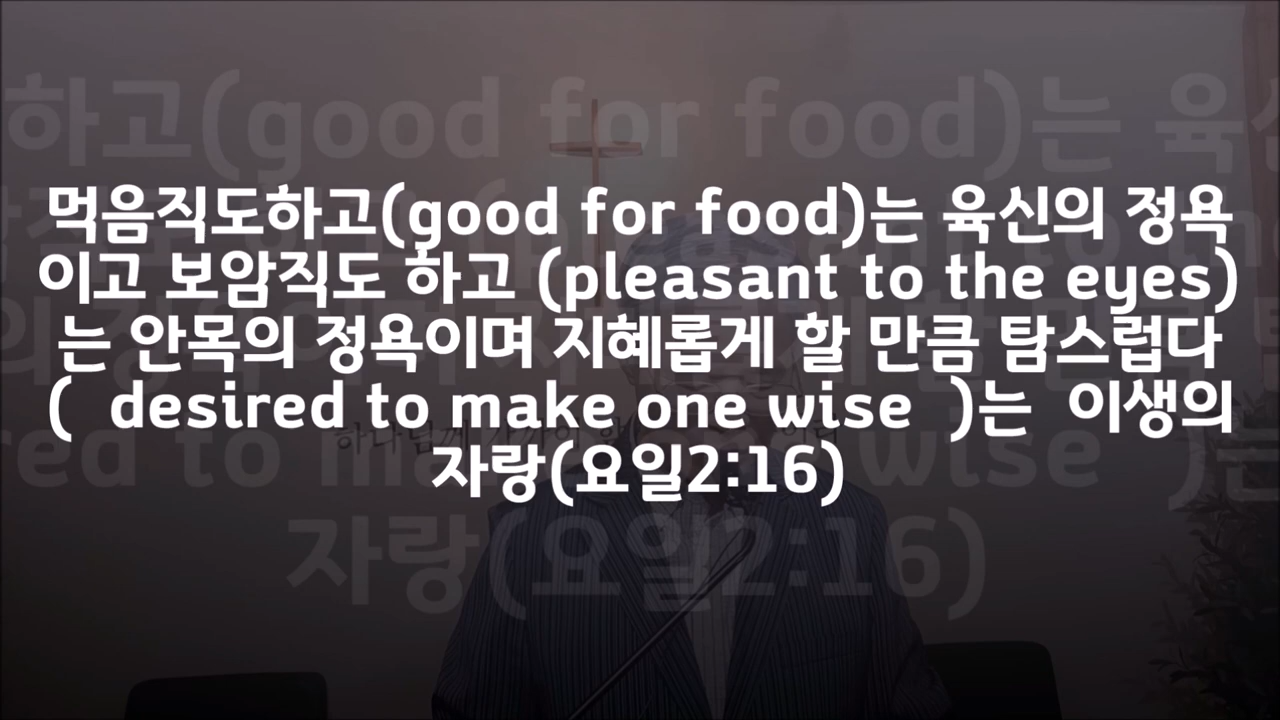 먹음직도하고(good for food)는 육신의 정욕
이고 보암직도 하고 (pleasant to the eyes)
는 안목의 정욕이며 지혜롭게 할 만큼 탐스럽다
(  desired to make one wise  )는  이생의
자랑(요일2:16)